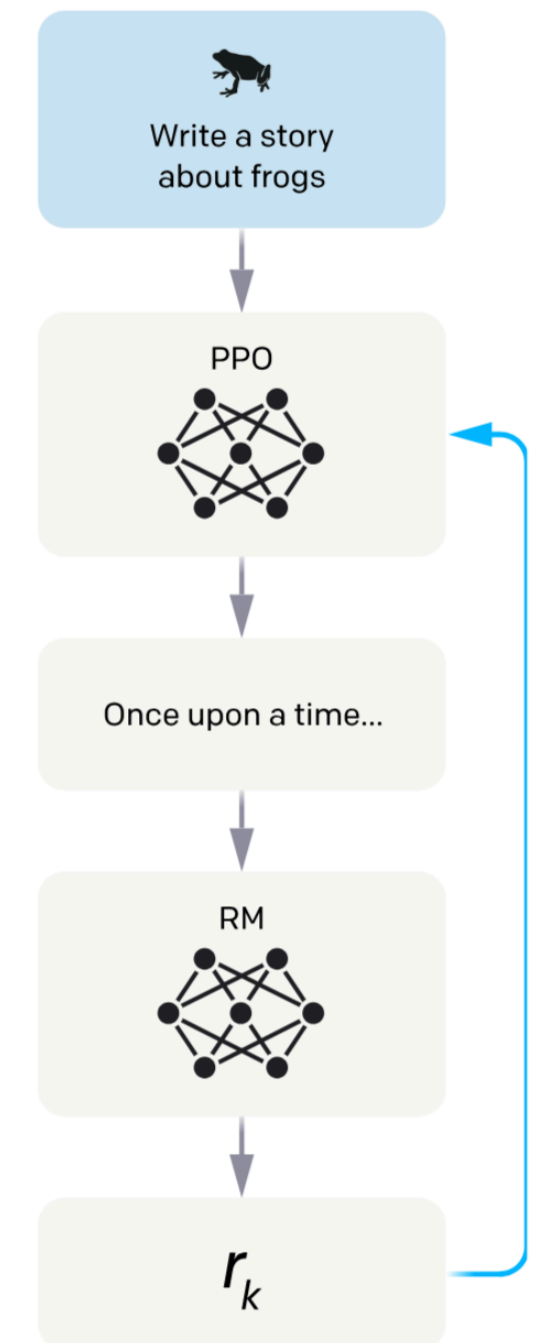 Write a story
about frogs
PPO
Once upon a time...
RM
r_k